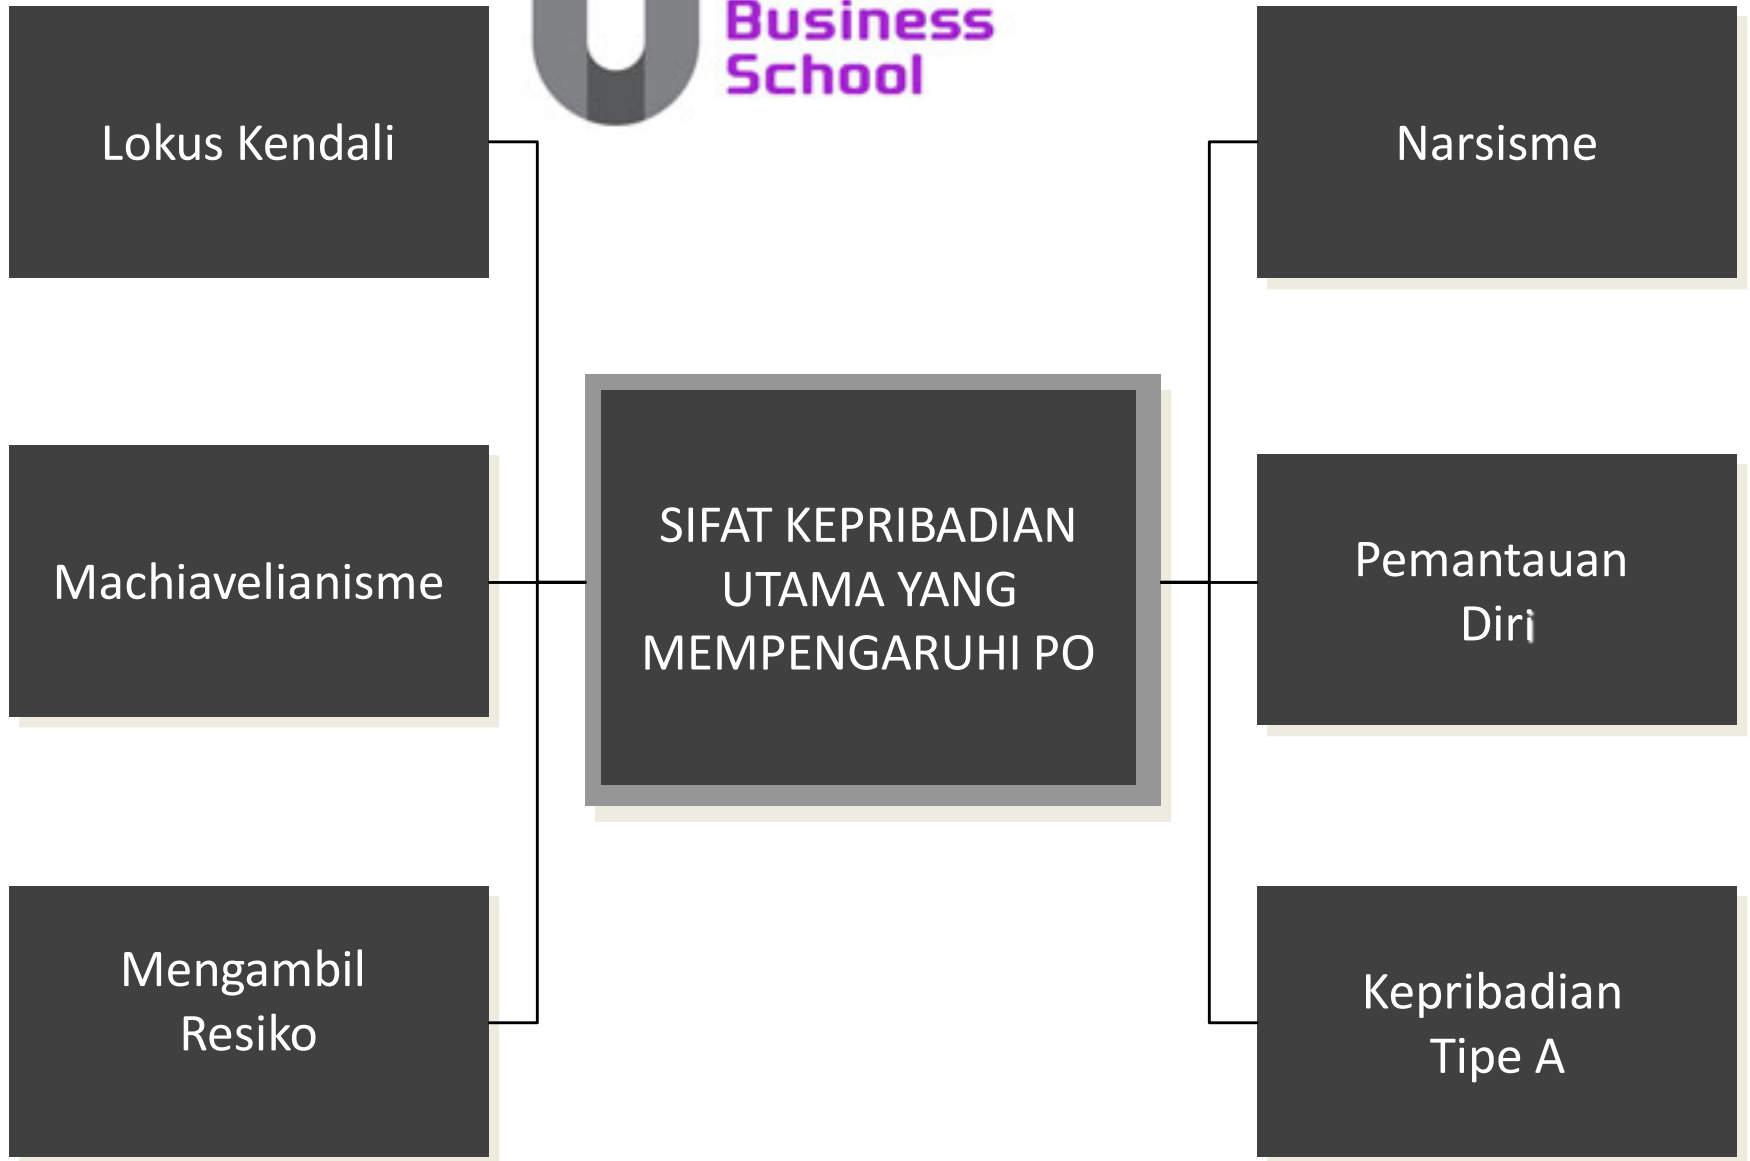 Business
School
Lokus Kendali
Narsisme
Machiavelianisme
SIFAT KEPRIBADIAN
UTAMA YANG
MEMPENGARUHI PO
Pemantauan
Diri
Mengambil
Resiko
Kepribadian
Tipe A